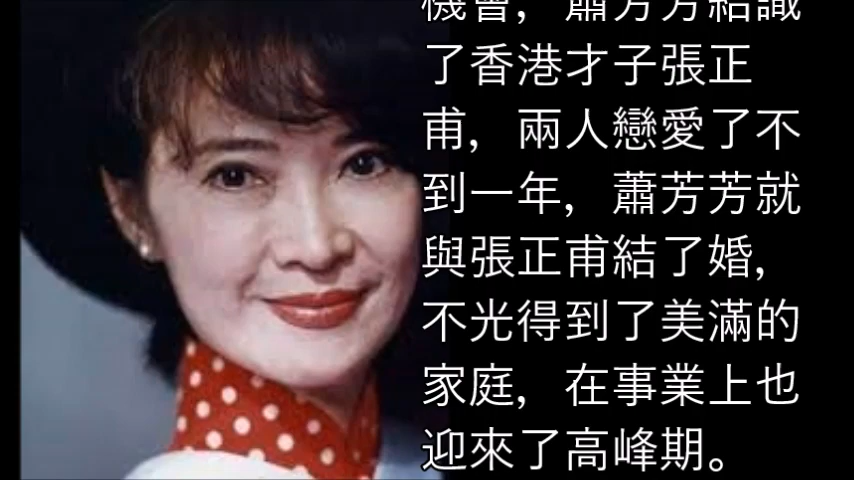 機會，蕭芳芳結識
了香港才子張正
甫，兩人戀愛了不
到一年，蕭芳芳就
與張正甫結了婚，
不光得到了美滿的
家庭，在事業上也
迎來了高峰期。